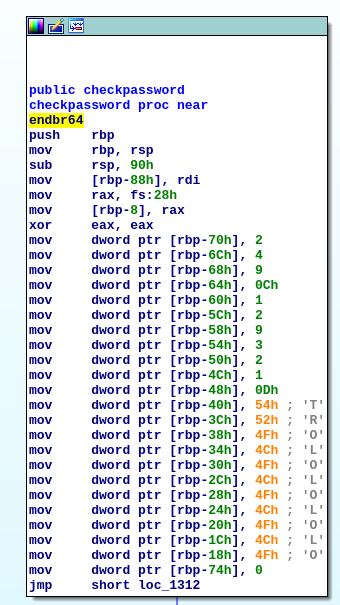 public checkpassword
checkpassword proc near
endbr64
push rbp
mov rbp, rsp
sub rsp, 90h
mov [rbp-88h], rdi
mov rax, fs:28h
mov [rbp-8], rax
xor eax, eax
mov dword ptr [rbp-70h], 2
mov dword ptr [rbp-6Ch], 4
mov dword ptr [rbp-68h], 9
mov dword ptr [rbp-64h], 0Ch
mov dword ptr [rbp-60h], 1
mov dword ptr [rbp-5Ch], 2
mov dword ptr [rbp-58h], 9
mov dword ptr [rbp-54h], 3
mov dword ptr [rbp-50h], 2
mov dword ptr [rbp-4Ch], 1
mov dword ptr [rbp-48h], 0Dh
mov dword ptr [rbp-40h], 54h ; 'T'
mov dword ptr [rbp-3Ch], 52h ; 'R'
mov dword ptr [rbp-38h], 4Fh ; 'O'
mov dword ptr [rbp-34h], 4Ch ; 'L'
mov dword ptr [rbp-30h], 4Fh ; 'O'
mov dword ptr [rbp-2Ch], 4Ch ; 'L'
mov dword ptr [rbp-28h], 4Fh ; 'O'
mov dword ptr [rbp-24h], 4Ch ; 'L'
mov dword ptr [rbp-20h], 4Fh ; 'O'
mov dword ptr [rbp-1Ch], 4Ch ; 'L'
mov dword ptr [rbp-18h], 4Fh ; 'O'
mov dword ptr [rbp-74h], 0
jmp short loc_1312